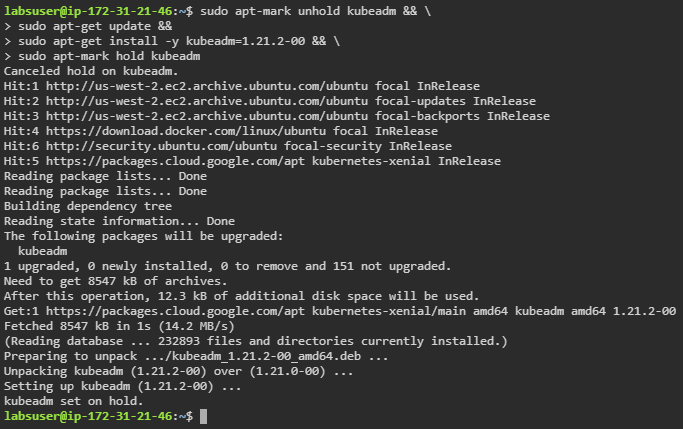 labsuser@ip-172-31-21-46:~$ sudo apt-mark unhold kubeadm && \
> sudo apt-get update &&
> sudo apt-get install -y kubeadm=1.21.2-00 && \
> sudo apt-mark hold kubeadm
Canceled hold on kubeadm.
Hit:1 http://us-west-2.ec2.archive.ubuntu.com/ubuntu focal InRelease
Hit:2 http://us-west-2.ec2.archive.ubuntu.com/ubuntu focal-updates InRelease
Hit:3 http://us-west-2.ec2.archive.ubuntu.com/ubuntu focal-backports InRelease
Hit:4 https://download.docker.com/linux/ubuntu focal InRelease
Hit:6 http://security.ubuntu.com/ubuntu focal-security InRelease
Hit:5 https://packages.cloud.google.com/apt kubernetes-xenial InRelease
Reading package lists... Done
Reading package lists... Done
Building dependency tree
Reading state information... Done
The following packages will be upgraded:
  kubeadm
1 upgraded, 0 newly installed, 0 to remove and 151 not upgraded.
Need to get 8547 kB of archives.
After this operation, 12.3 kB of additional disk space will be used.
Get:1 https://packages.cloud.google.com/apt kubernetes-xenial/main amd64 kubeadm amd64 1.21.2-00
Fetched 8547 kB in 1s (14.2 MB/s)
(Reading database ... 232893 files and directories currently installed.)
Preparing to unpack .../kubeadm_1.21.2-00_amd64.deb ...
Unpacking kubeadm (1.21.2-00) over (1.21.0-00) ...
Setting up kubeadm (1.21.2-00) ...
kubeadm set on hold.
labsuser@ip-172-31-21-46:~$